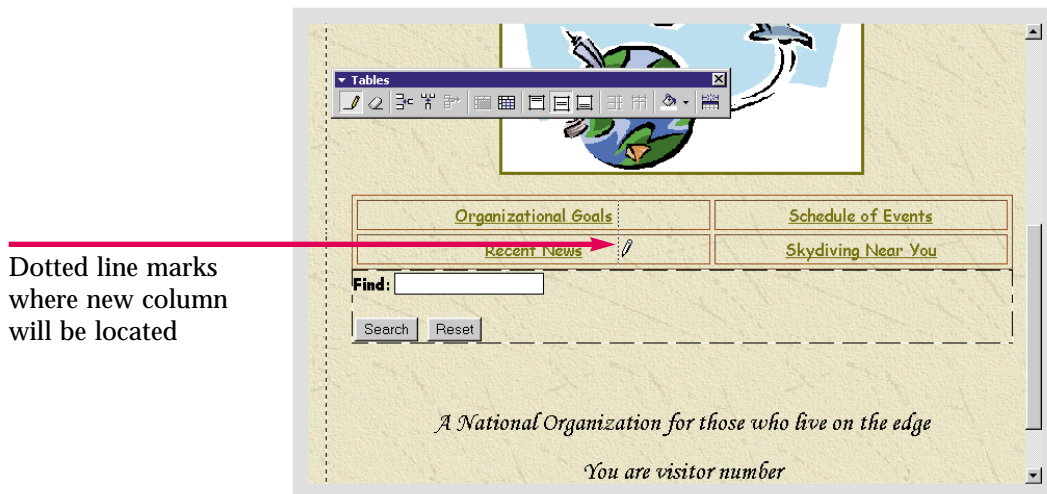 Tables
Organizational Goals
Schedule of Events
Recent News
Skydiving Near You
Dotted line marks
where new column
will be located
Find:
Search
Reset
A National Organization for those who live on the edge
You are visitor number